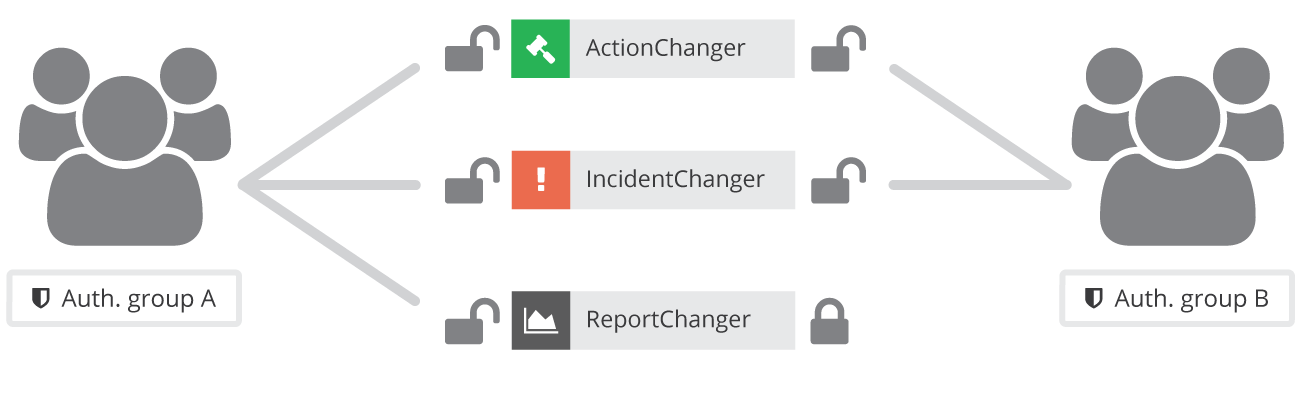 ActionChanger
IncidentChanger
Auth. group A
Auth. group B
ReportChanger